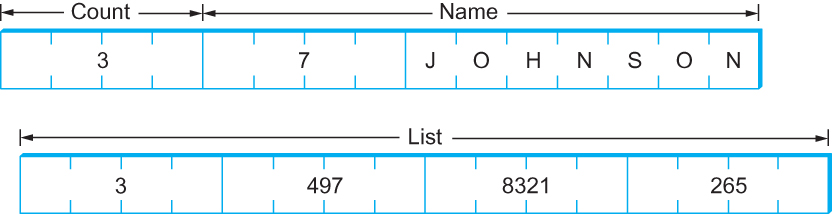 Count Name
3 7 J O H N S O N
List
3 497 8321 265